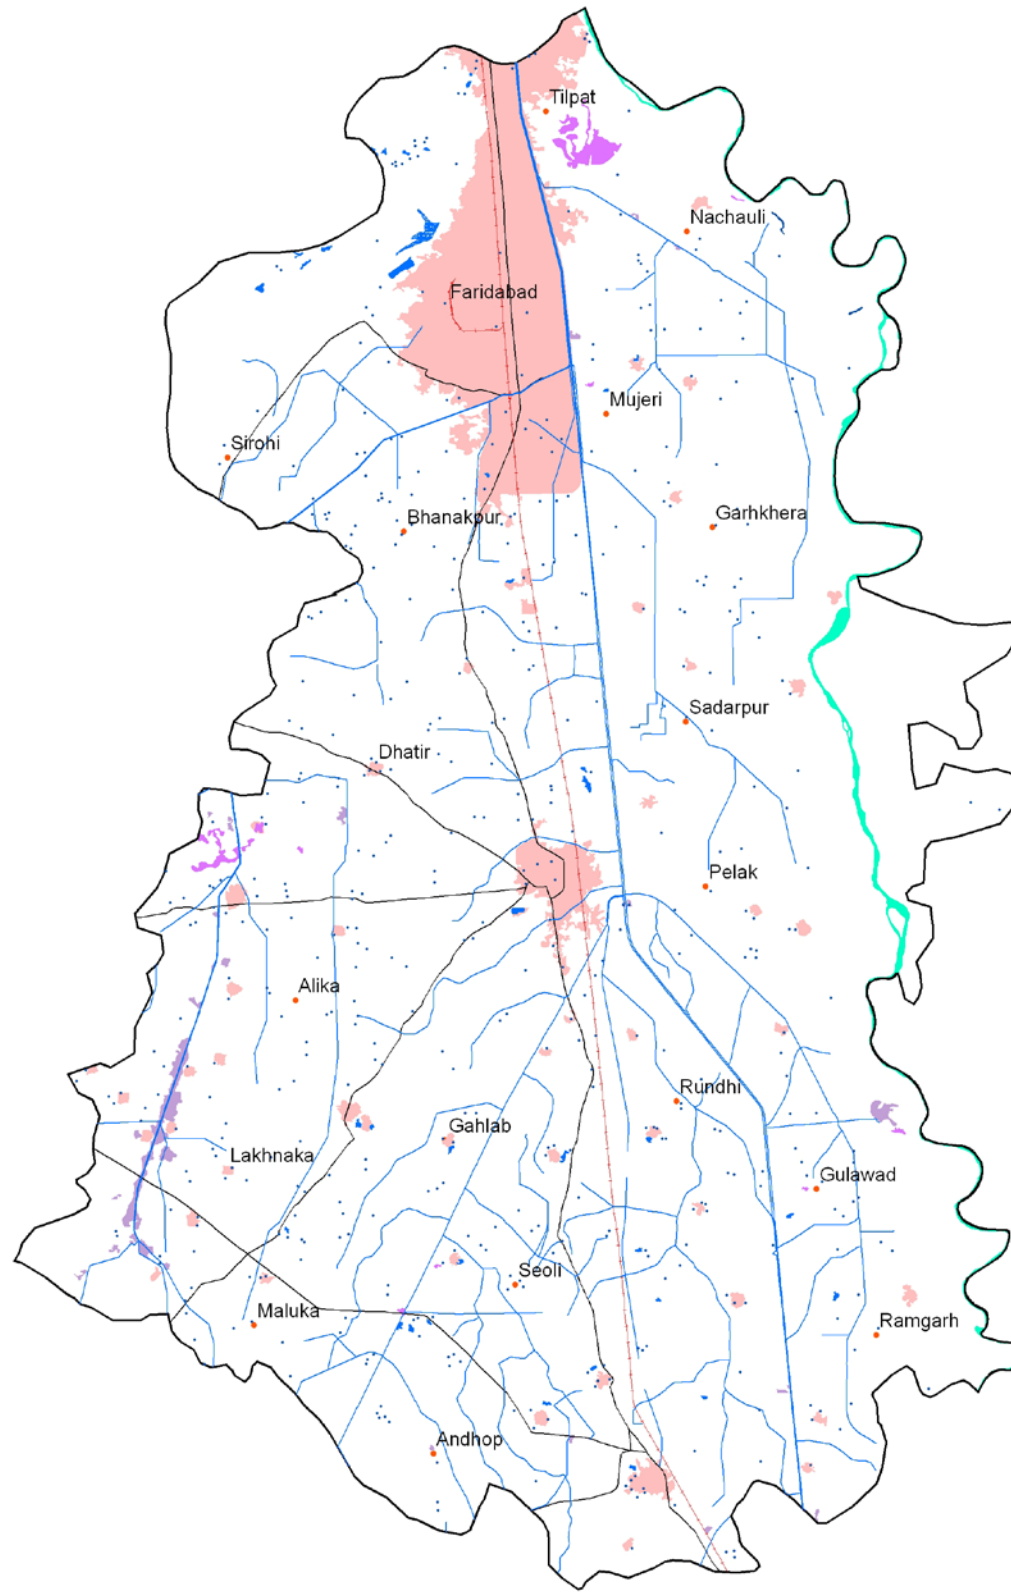 Tilpat
Nachauli
Faridabad
Mujeri
Sirohi
Bhanakpur
Garhkhera
Sadarpur
Dhatir
Pelak
Alika
Rundhi
Gahlab
Lakhnaka
Gulawad
Seoli
Maluka
Ramgarh
Andhop